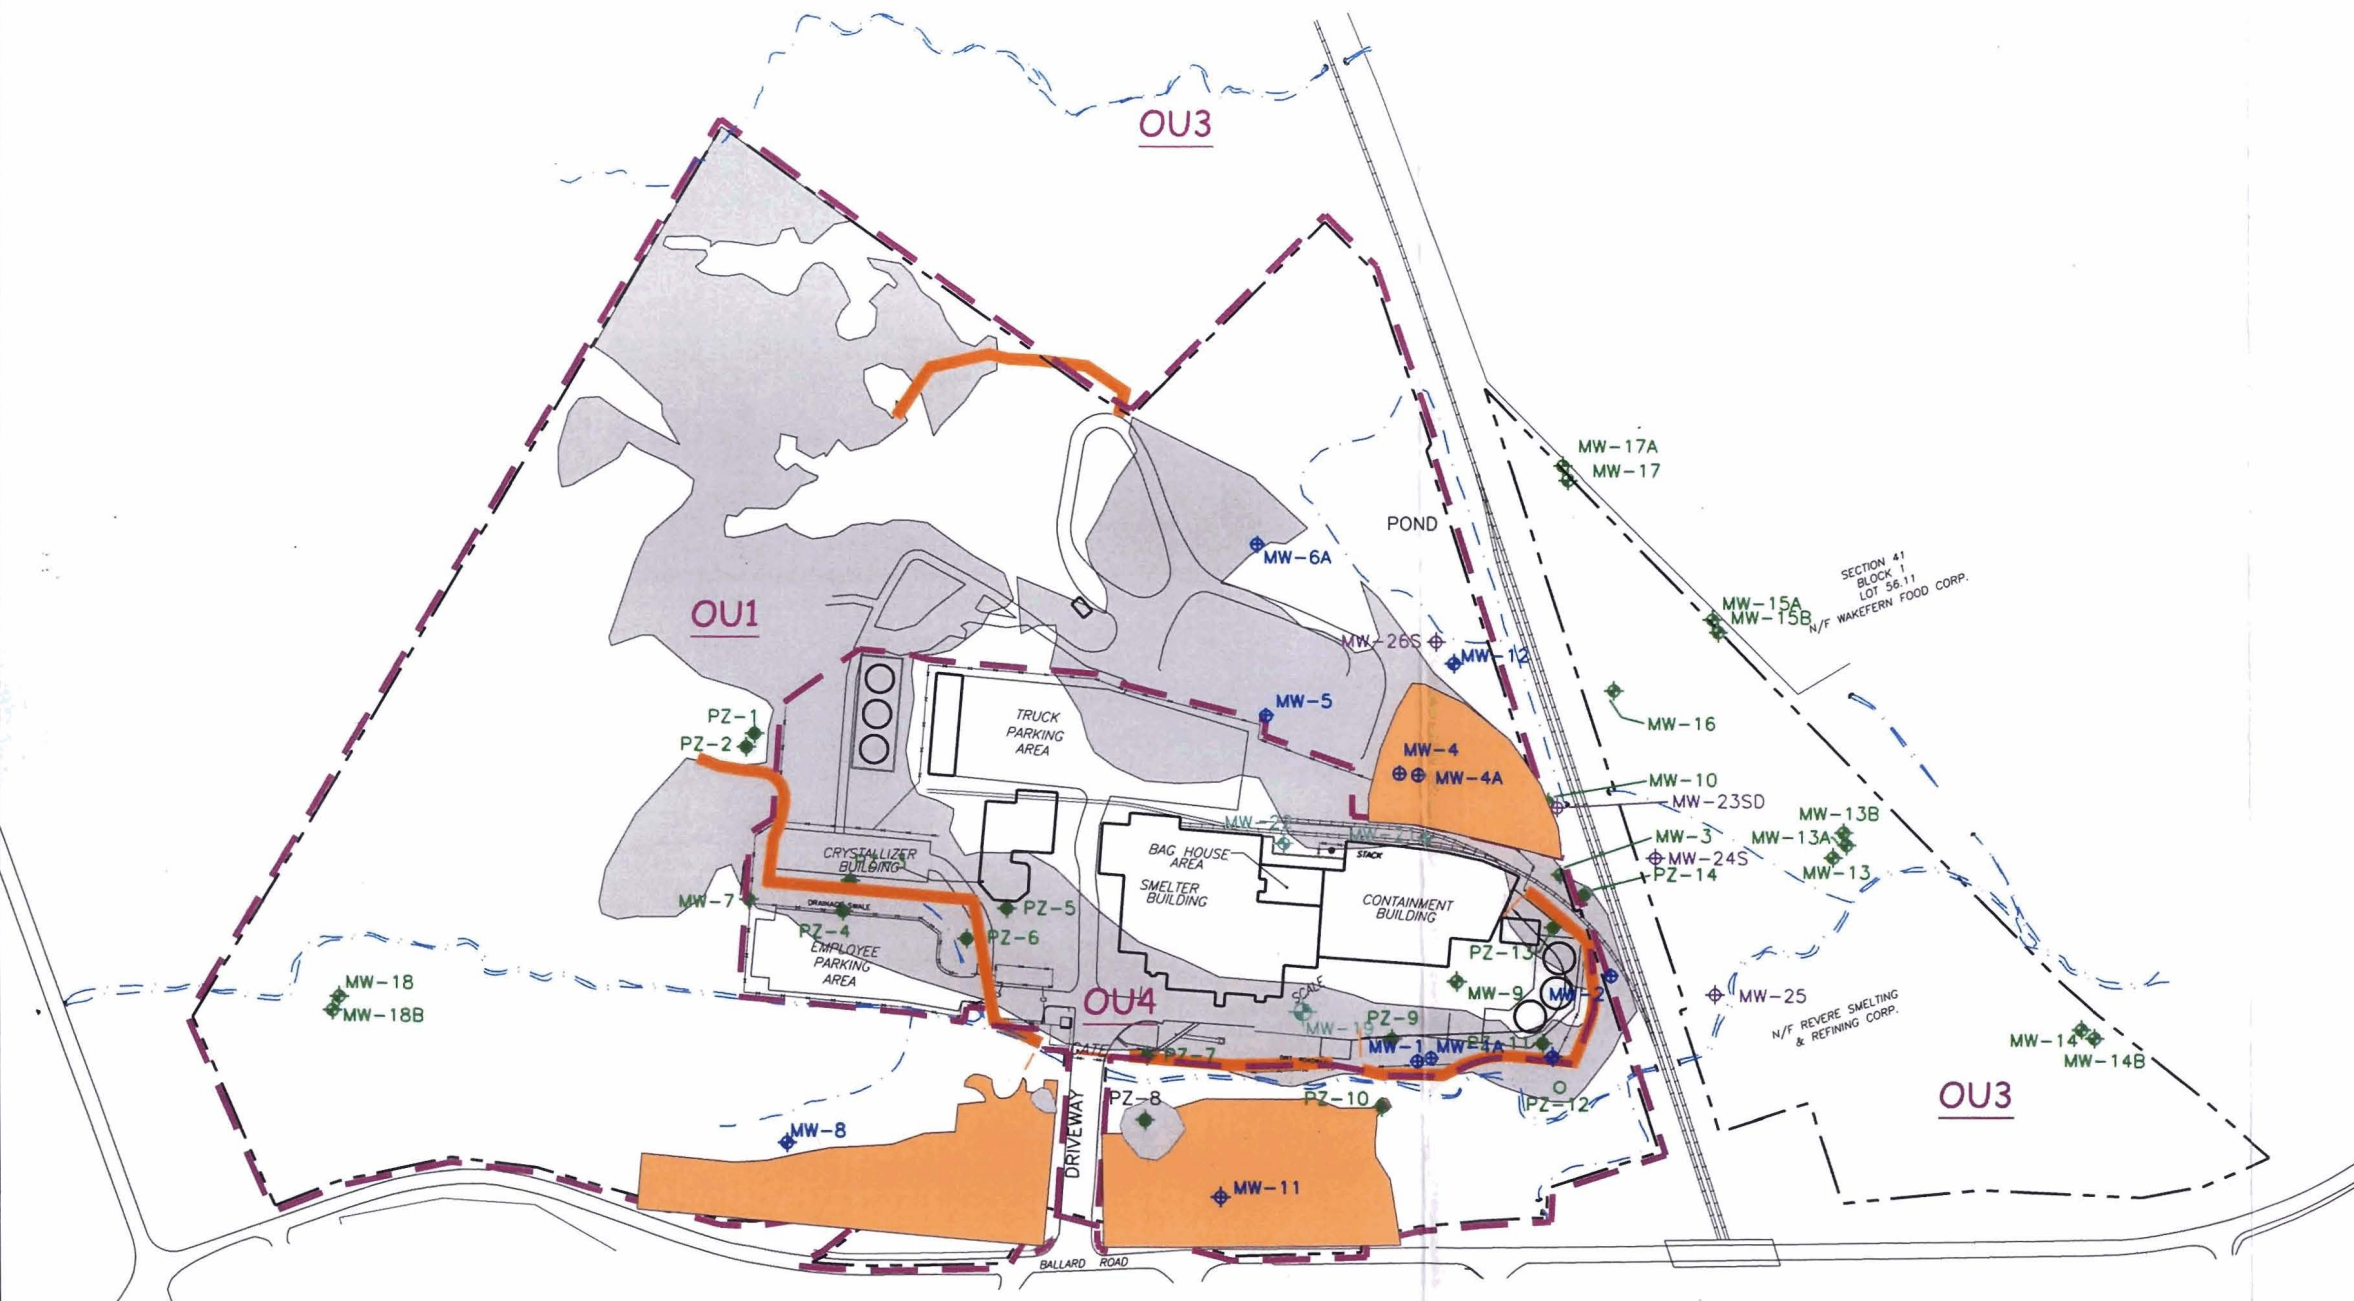 OU3
MW-17A
MW-17
POND
MW-6A
SECTION 41
BLOCK 1
LOT 56.11
N/F WAKEFERN FOOD CORP.
MW-15A
MW-15B
OU1
MW-26S
MW-12
MW-5
MW-16
PZ-1
PZ-2
TRUCK
PARKING
AREA
MW-4
MW-4A
MW-10
MW-23SD
MW-13B
MW-13A
MW-13
MW-3
MW-24S
PZ-14
CRYSTALLIZER
BUILDING
BAG HOUSE
AREA
STACK
SMELTER
BUILDING
CONTAINMENT
BUILDING
MW-7
DRAINAGE SWALE
PZ-4
PZ-5
PZ-6
EMPLOYEE
PARKING
AREA
PZ-13
MW-18
MW-18B
OU4
SCALE
MW-9
MW-2
MW-25
N/F REVERE SMELTING
& REFINING CORP.
MW-19
PZ-9
GATE
PZ-7
MW-1
MW-14
MW-14B
PZ-8
PZ-10
PZ-12
OU3
MW-8
DRIVEWAY
MW-11
BALLARD ROAD